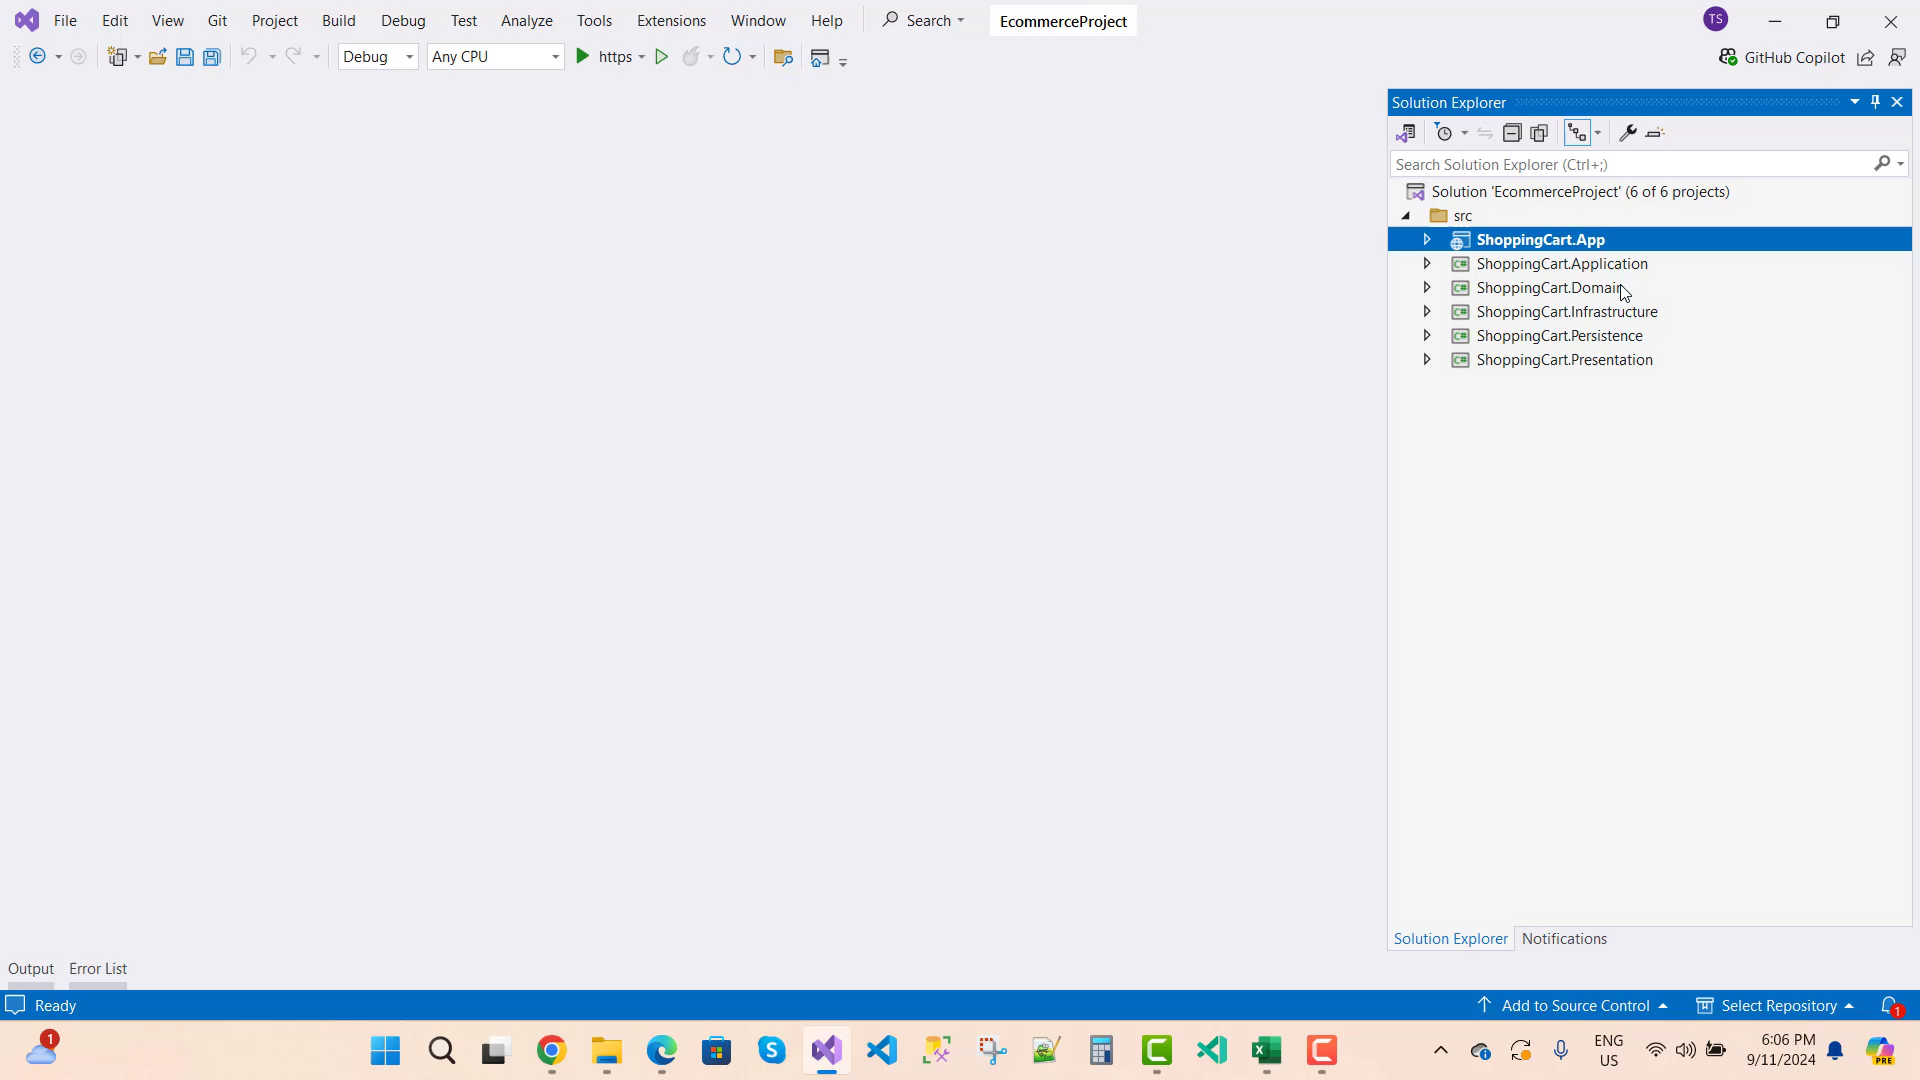 File Edit View Git Project Build Debug Test Analyze Tools Extensions Window Help Search EcommerceProject TS
Debug Any CPU https GitHub Copilot
Solution Explorer
Search Solution Explorer (Ctrl+;)
Solution 'EcommerceProject' (6 of 6 projects)
src
ShoppingCart.App
C# ShoppingCart.Application
C# ShoppingCart.Domain
C# ShoppingCart.Infrastructure
C# ShoppingCart.Persistence
C# ShoppingCart.Presentation
Solution Explorer Notifications
Output Error List
Ready Add to Source Control Select Repository 1
1 ENG 6:06 PM
US 9/11/2024 PRE